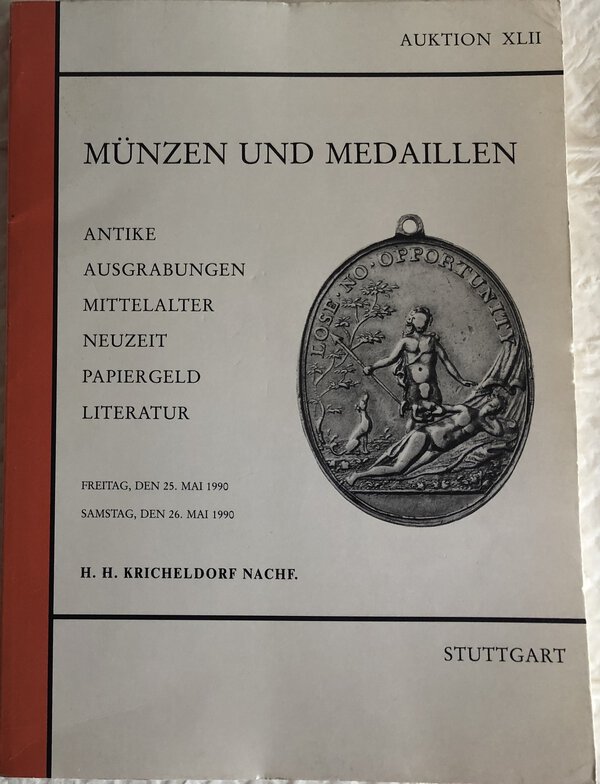 AUKTION XLII
MÜNZEN UND MEDAILLEN
ANTIKE
AUSGRABUNGEN
MITTELALTER
NEUZEIT
PAPIERGELD
LITERATUR
LOSE·NO·OPPORTUNITY
FREITAG, DEN 25. MAI 1990
SAMSTAG, DEN 26. MAI 1990
H. H. KRICHELDORF NACHF.
STUTTGART